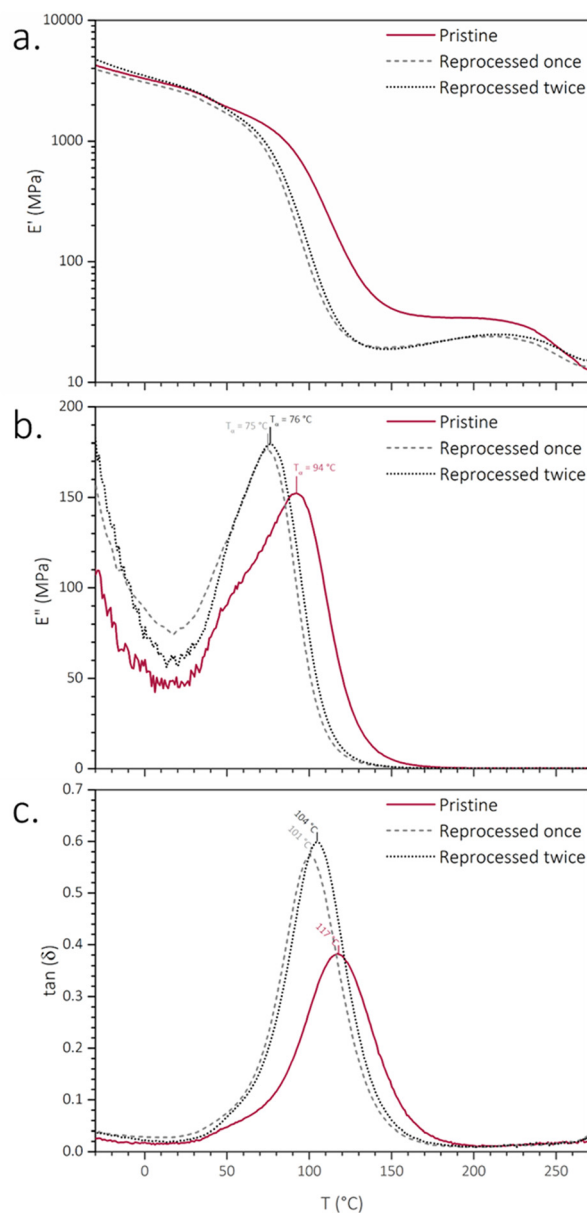 a.
10000
1000
100
10
E' (MPa)
Pristine
Reprocessed once
Reprocessed twice
b.
200
150
100
50
0
E" (MPa)
Tα = 75 °C
Tα = 76 °C
Tα = 94 °C
Pristine
Reprocessed once
Reprocessed twice
c.
0.7
0.6
0.5
0.4
0.3
0.2
0.1
0.0
tan (δ)
104 °C
101 °C
117 °C
Pristine
Reprocessed once
Reprocessed twice
0
50
100
150
200
250
T (°C)